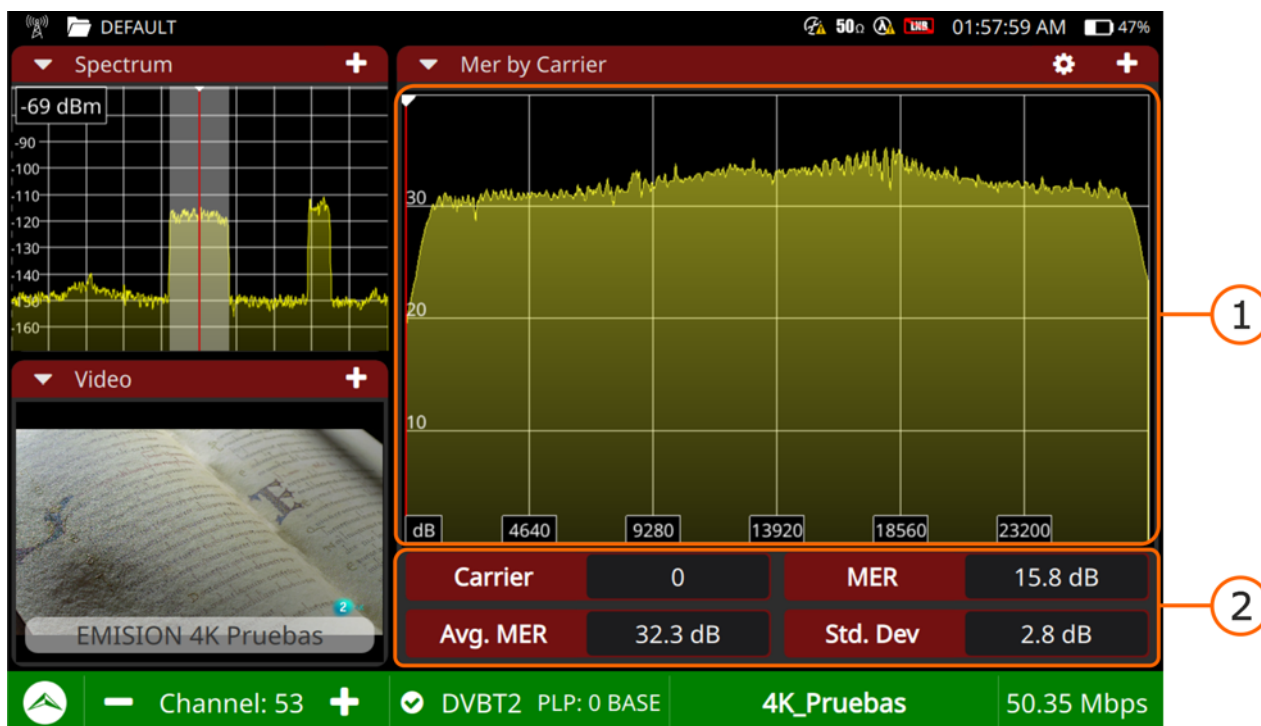 DEFAULT
50Ω
LNB
01:57:59 AM
47%
Spectrum
-69 dBm
-90
-100
-110
-120
-130
-140
-150
-160
Video
2
EMISION 4K Pruebas
Mer by Carrier
30
20
10
dB 4640 9280 13920 18560 23200
Carrier 0 MER 15.8 dB
Avg. MER 32.3 dB Std. Dev 2.8 dB
1
2
Channel: 53 DVBT2 PLP: 0 BASE 4K_Pruebas 50.35 Mbps